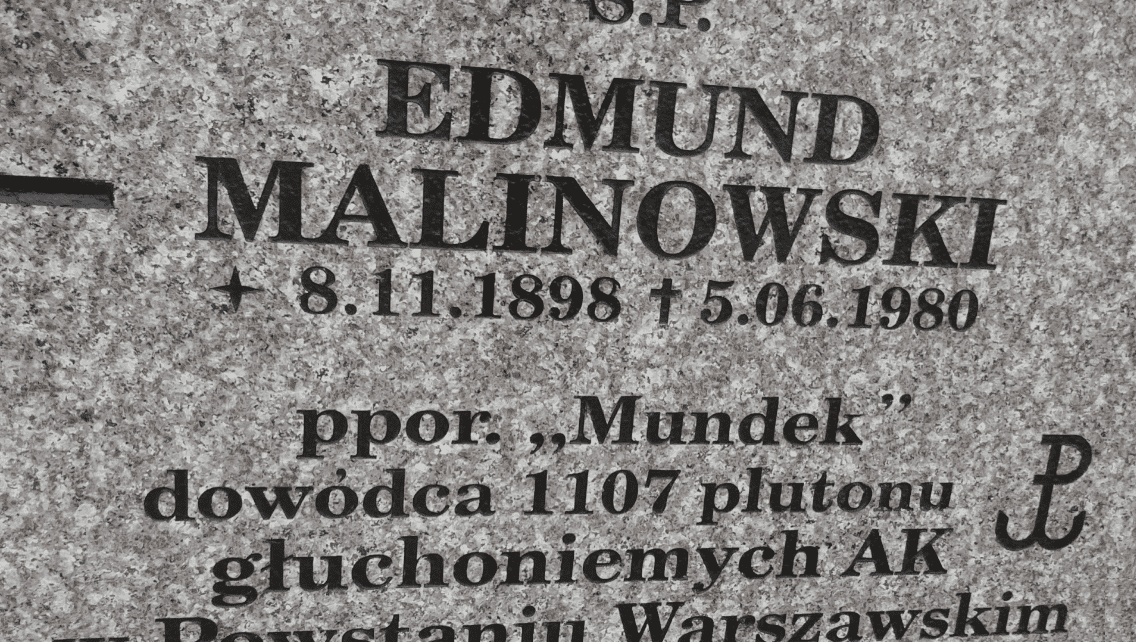 Ś.P.
EDMUND
MALINOWSKI
8.11.1898 † 5.06.1980
ppor. „Mundek”
dowódca 1107 plutonu
głuchoniemych AK
w Powstaniu Warszawskim